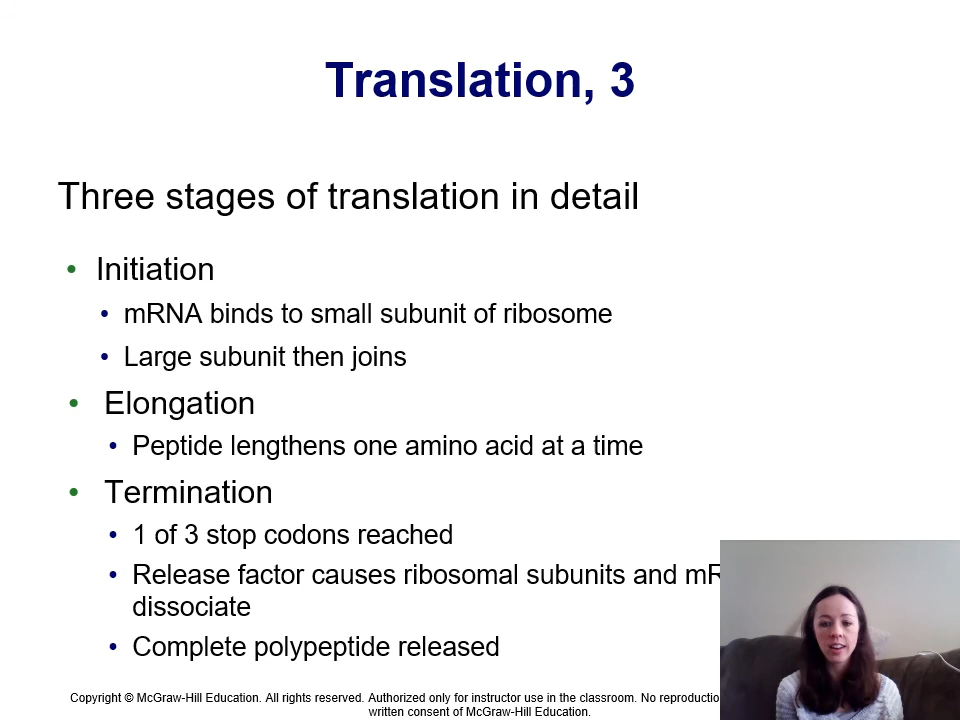 Translation, 3
Three stages of translation in detail
• Initiation
• mRNA binds to small subunit of ribosome
• Large subunit then joins
• Elongation
• Peptide lengthens one amino acid at a time
• Termination
• 1 of 3 stop codons reached
• Release factor causes ribosomal subunits and
dissociate
• Complete polypeptide released
Copyright © McGraw-Hill Education. All rights reserved. Authorized only for instructor use in the classroom. No
written consent of McGraw-Hill Education.